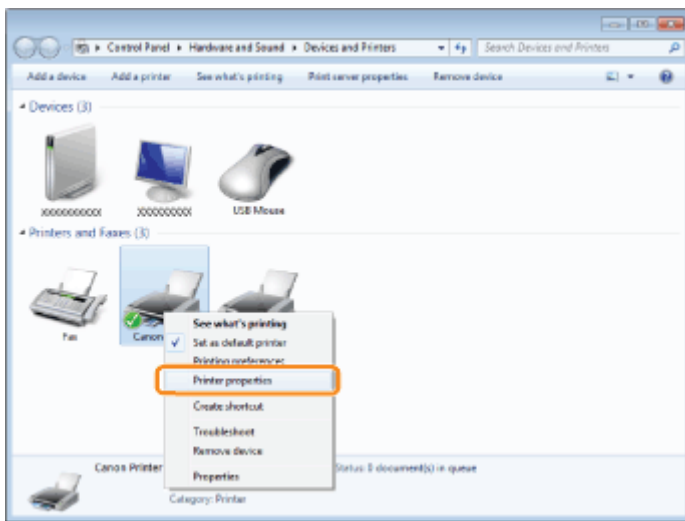 Control Panel ▸ Hardware and Sound ▸ Devices and Printers
Search Devices and Printers
Add a device Add a printer See what's printing Print server properties Remove device
Devices (3)
XXXXXXXXXX XXXXXXXXX USB Mouse
Printers and Faxes (3)
Fax Canon
See what's printing
Set as default printer
Printing preferences
Printer properties
Create shortcut
Troubleshoot
Remove device
Properties
Canon Printer Status: 0 document(s) in queue
Category: Printer